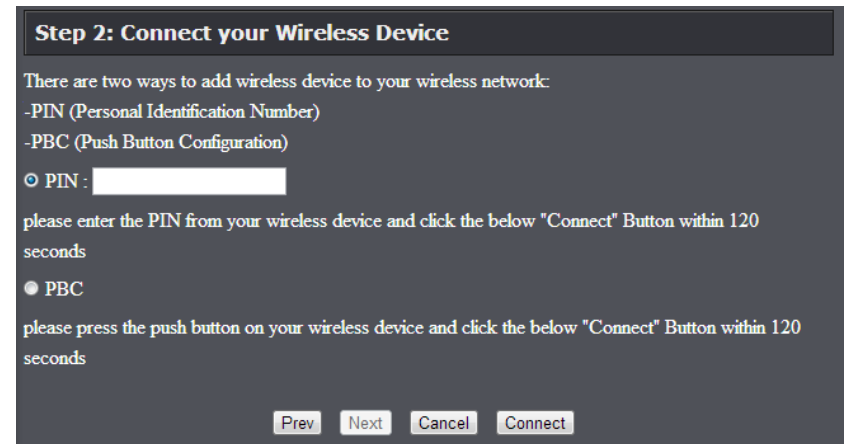 Step 2: Connect your Wireless Device
There are two ways to add wireless device to your wireless network:
-PIN (Personal Identification Number)
-PBC (Push Button Configuration)
PIN :
please enter the PIN from your wireless device and click the below "Connect" Button within 120
seconds
PBC
please press the push button on your wireless device and click the below "Connect" Button within 120
seconds
Prev Next Cancel Connect